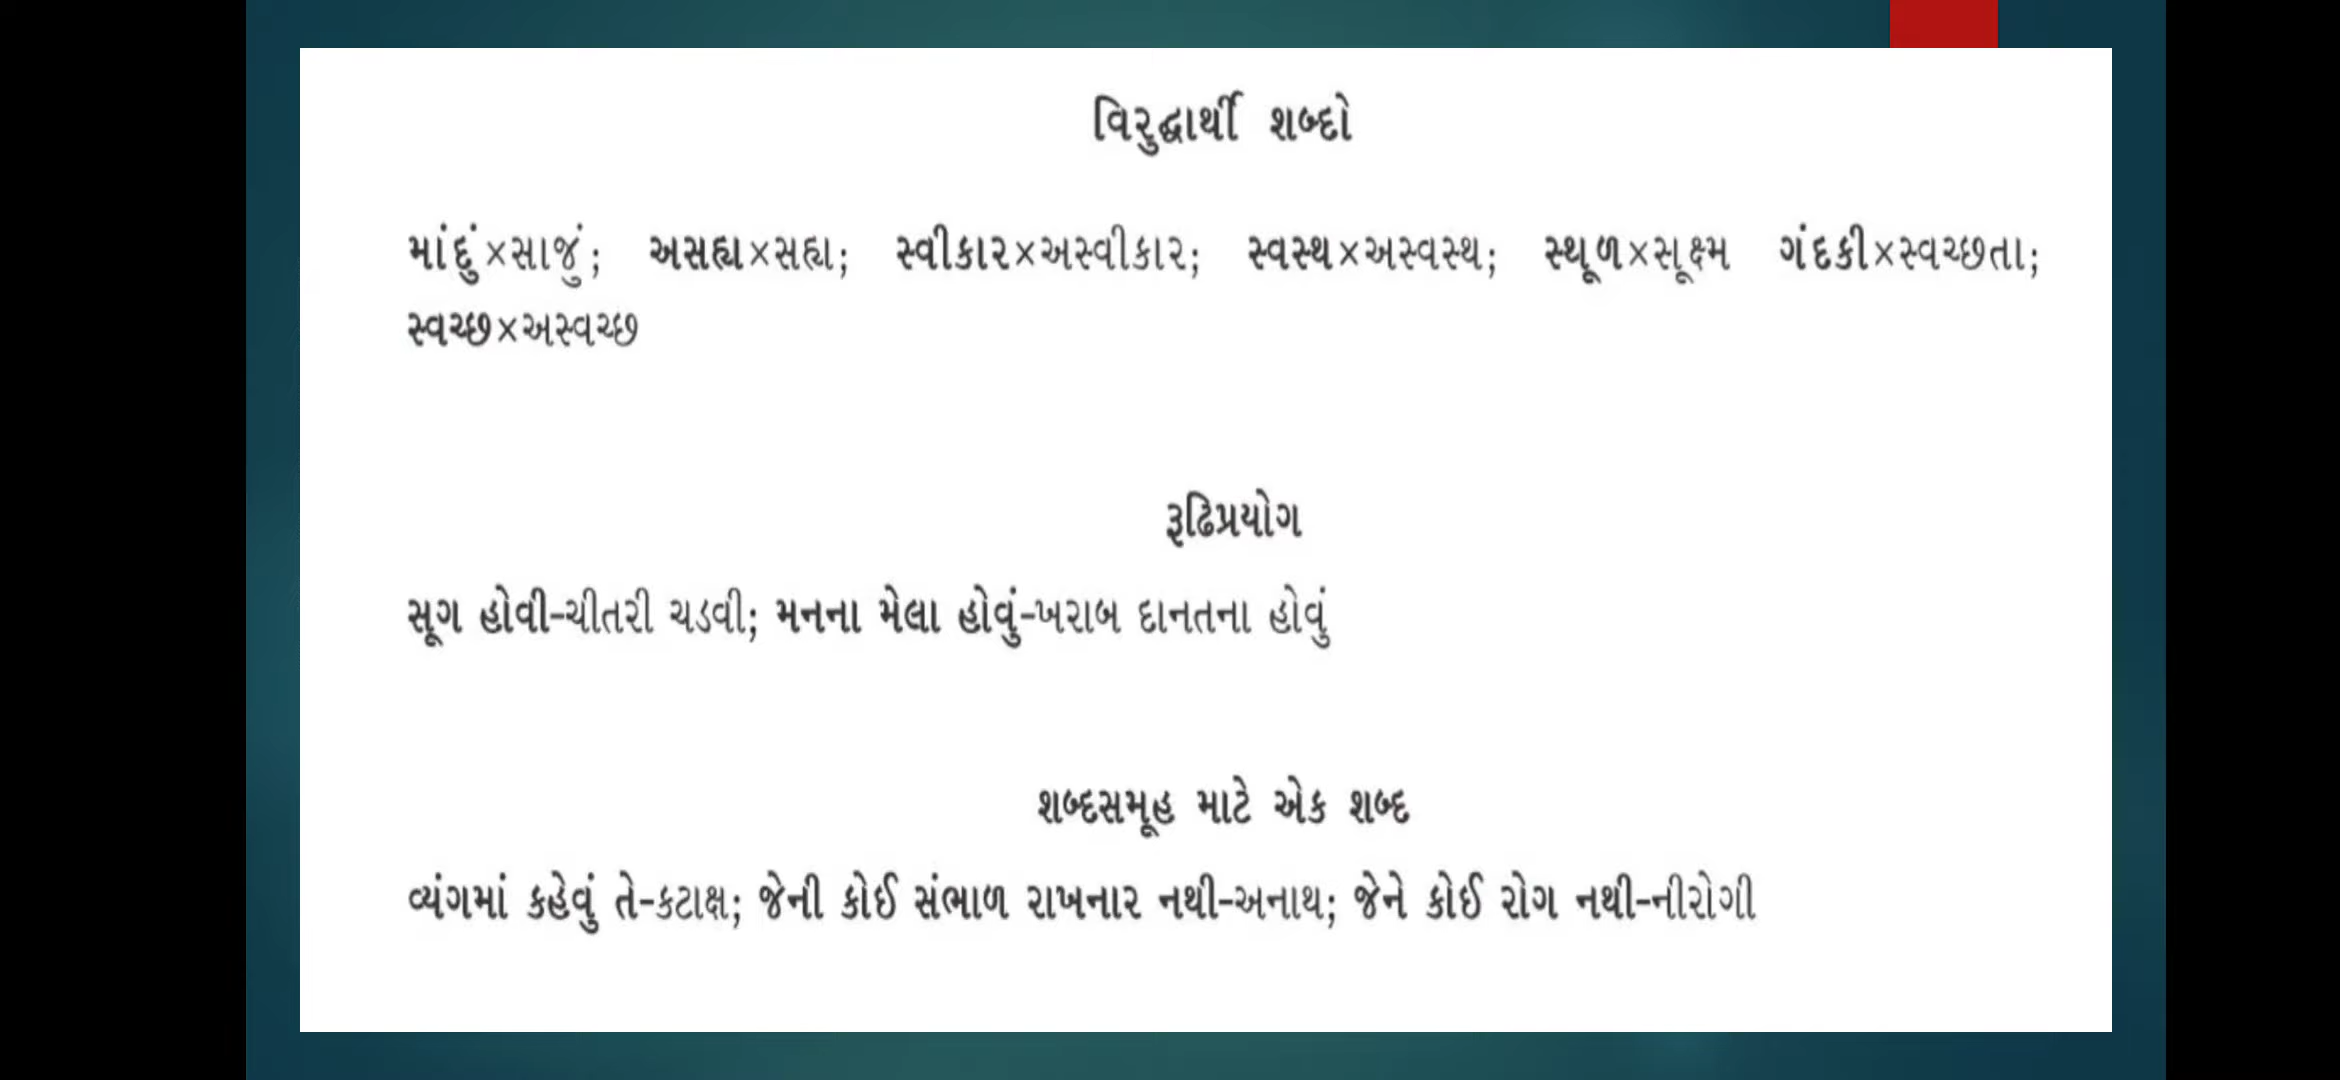 વિરુદ્ધાર્થી શબ્દો
માંદું×સાજું; અસહ્ય×સહ્ય; સ્વીકાર×અસ્વીકાર; સ્વસ્થ×અસ્વસ્થ; સ્થૂળ×સૂક્ષ્મ ગંદકી×સ્વચ્છતા;
સ્વચ્છ×અસ્વચ્છ
રૂઢિપ્રયોગ
સૂગ હોવી-ચીતરી ચડવી; મનના મેલા હોવું-ખરાબ દાનતના હોવું
શબ્દસમૂહ માટે એક શબ્દ
વ્યંગમાં કહેવું તે-કટાક્ષ; જેની કોઈ સંભાળ રાખનાર નથી-અનાથ; જેને કોઈ રોગ નથી-નીરોગી